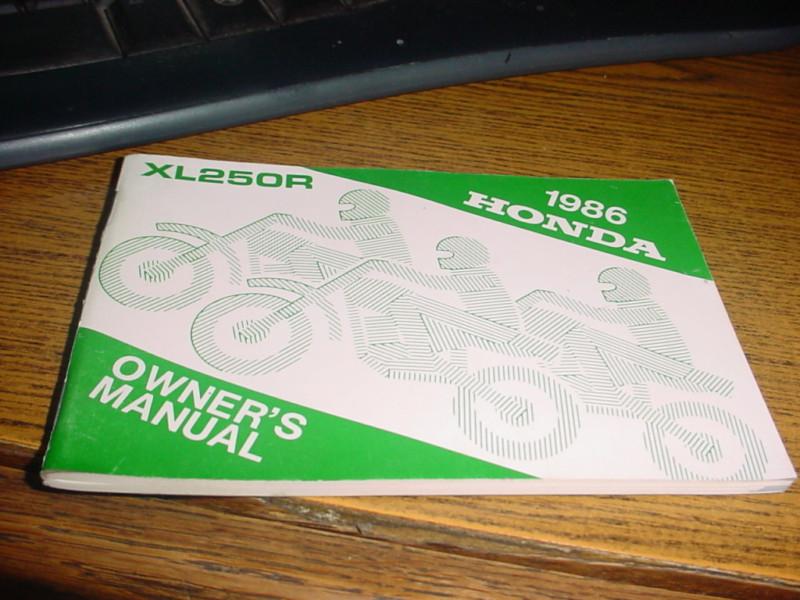 XL250R
1986
HONDA
OWNER'S
MANUAL